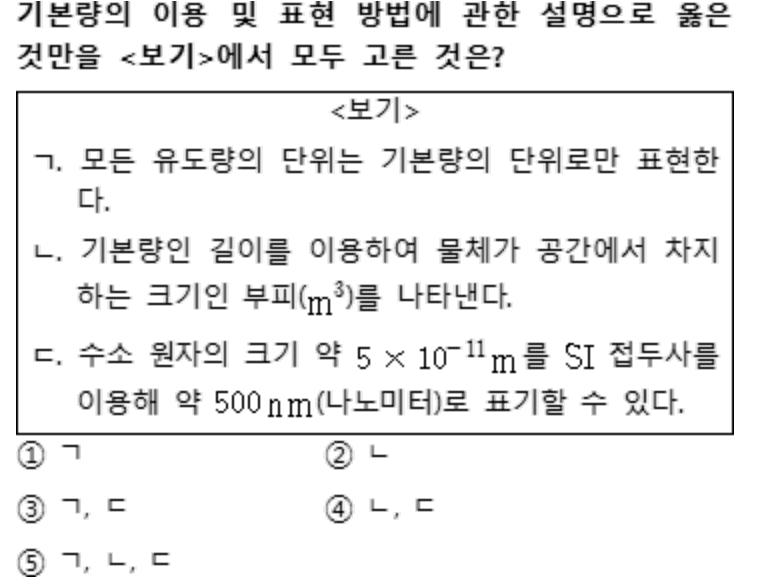 기본량의 이용 및 표현 방법에 관한 설명으로 옳은
것만을 <보기>에서 모두 고른 것은?
<보기>
ㄱ. 모든 유도량의 단위는 기본량의 단위로만 표현한
다.
ㄴ. 기본량인 길이를 이용하여 물체가 공간에서 차지
하는 크기인 부피(m³)를 나타낸다.
ㄷ. 수소 원자의 크기 약 5 × 10⁻¹¹m를 SI 접두사를
이용해 약 500nm(나노미터)로 표기할 수 있다.
① ㄱ ② ㄴ
③ ㄱ, ㄷ ④ ㄴ, ㄷ
⑤ ㄱ, ㄴ, ㄷ